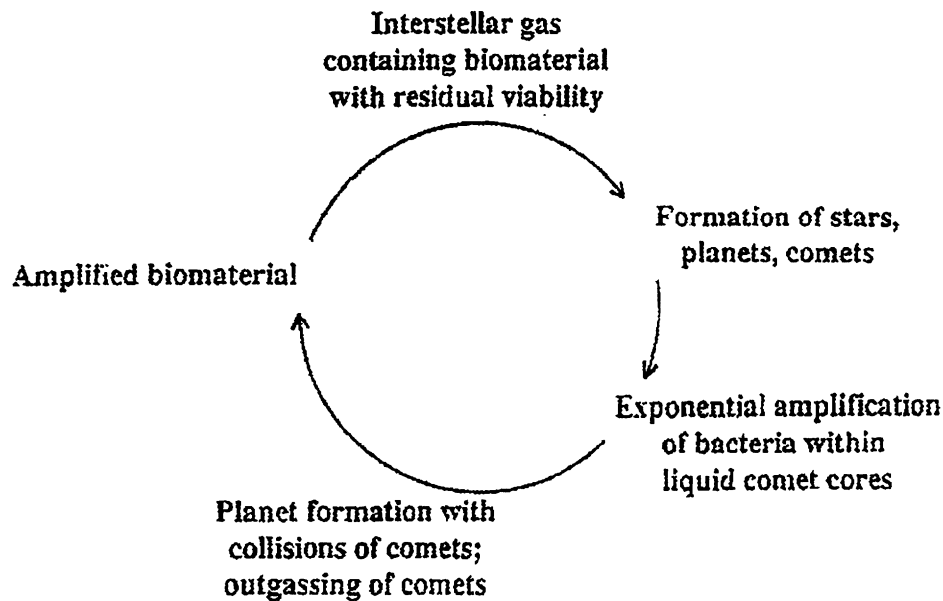 Interstellar gas
containing biomaterial
with residual viability
Formation of stars,
planets, comets
Amplified biomaterial
Exponential amplification
of bacteria within
liquid comet cores
Planet formation with
collisions of comets;
outgassing of comets